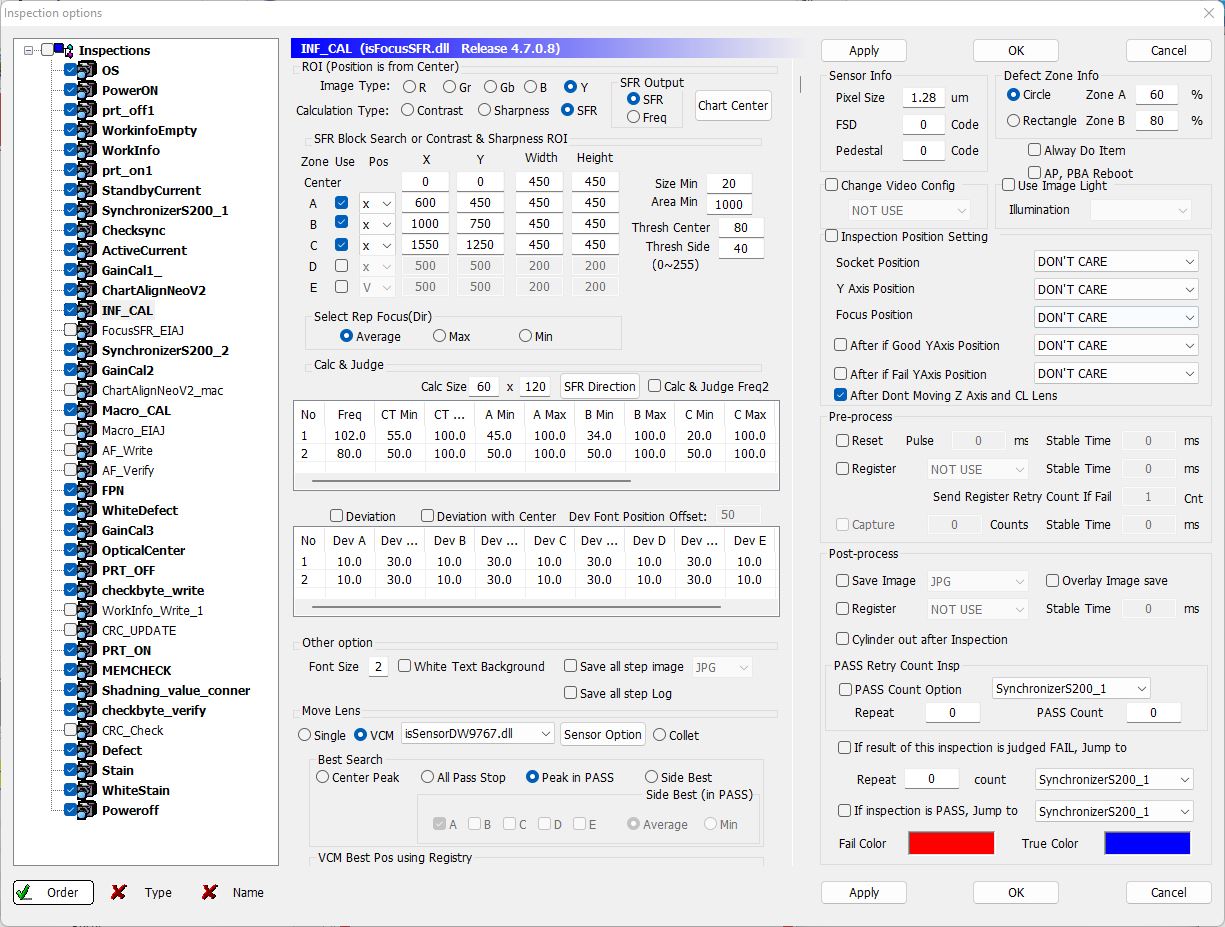 Inspection options
Inspections
OS
PowerON
prt_off1
WorkinfoEmpty
WorkInfo
prt_on1
StandbyCurrent
SynchronizerS200_1
Checksync
ActiveCurrent
GainCal1_
ChartAlignNeoV2
INF_CAL
FocusSFR_EIAJ
SynchronizerS200_2
GainCal2
ChartAlignNeoV2_mac
Macro_CAL
Macro_EIAJ
AF_Write
AF_Verify
FPN
WhiteDefect
GainCal3
OpticalCenter
PRT_OFF
checkbyte_write
WorkInfo_Write_1
CRC_UPDATE
PRT_ON
MEMCHECK
Shadning_value_conner
checkbyte_verify
CRC_Check
Defect
Stain
WhiteStain
Poweroff
Order Type Name
INF_CAL (isFocusSFR.dll Release 4.7.0.8)
ROI (Position is from Center)
Image Type: R Gr Gb B Y
Calculation Type: Contrast Sharpness SFR
SFR Output
SFR
Freq
Chart Center
SFR Block Search or Contrast & Sharpness ROI
Zone Use Pos X Y Width Height
Center 0 0 450 450
A x 600 450 450 450
B x 1000 750 450 450
C x 1550 1250 450 450
D x 500 500 200 200
E V 500 500 200 200
Size Min 20
Area Min 1000
Thresh Center 80
Thresh Side 40
(0~255)
Select Rep Focus(Dir)
Average Max Min
Calc & Judge
Calc Size 60 x 120 SFR Direction Calc & Judge Freq2
No Freq CT Min CT ... A Min A Max B Min B Max C Min C Max
1 102.0 55.0 100.0 45.0 100.0 34.0 100.0 20.0 100.0
2 80.0 50.0 100.0 50.0 100.0 50.0 100.0 50.0 100.0
Deviation Deviation with Center Dev Font Position Offset: 50
No Dev A Dev ... Dev B Dev ... Dev C Dev ... Dev D Dev ... Dev E
1 10.0 30.0 10.0 30.0 10.0 30.0 10.0 30.0 10.0
2 10.0 30.0 10.0 30.0 10.0 30.0 10.0 30.0 10.0
Other option
Font Size 2 White Text Background Save all step image JPG
Save all step Log
Move Lens
Single VCM isSensorDW9767.dll Sensor Option Collet
Best Search
Center Peak All Pass Stop Peak in PASS Side Best
Side Best (in PASS)
A B C D E Average Min
VCM Best Pos using Registry
Apply OK Cancel
Sensor Info
Pixel Size 1.28 um
FSD 0 Code
Pedestal 0 Code
Defect Zone Info
Circle Zone A 60 %
Rectangle Zone B 80 %
Alway Do Item
AP, PBA Reboot
Change Video Config
NOT USE
Use Image Light
Illumination
Inspection Position Setting
Socket Position DON'T CARE
Y Axis Position DON'T CARE
Focus Position DON'T CARE
After if Good YAxis Position DON'T CARE
After if Fail YAxis Position DON'T CARE
After Dont Moving Z Axis and CL Lens
Pre-process
Reset Pulse 0 ms Stable Time 0 ms
Register NOT USE Stable Time 0 ms
Send Register Retry Count If Fail 1 Cnt
Capture 0 Counts Stable Time 0 ms
Post-process
Save Image JPG Overlay Image save
Register NOT USE Stable Time 0 ms
Cylinder out after Inspection
PASS Retry Count Insp
PASS Count Option SynchronizerS200_1
Repeat 0 PASS Count 0
If result of this inspection is judged FAIL, Jump to
Repeat 0 count SynchronizerS200_1
If inspection is PASS, Jump to SynchronizerS200_1
Fail Color True Color
Apply OK Cancel